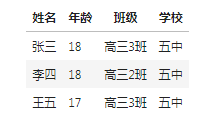 姓名 年龄 班级 学校
张三 18 高三3班 五中
李四 18 高三2班 五中
王五 17 高三3班 五中